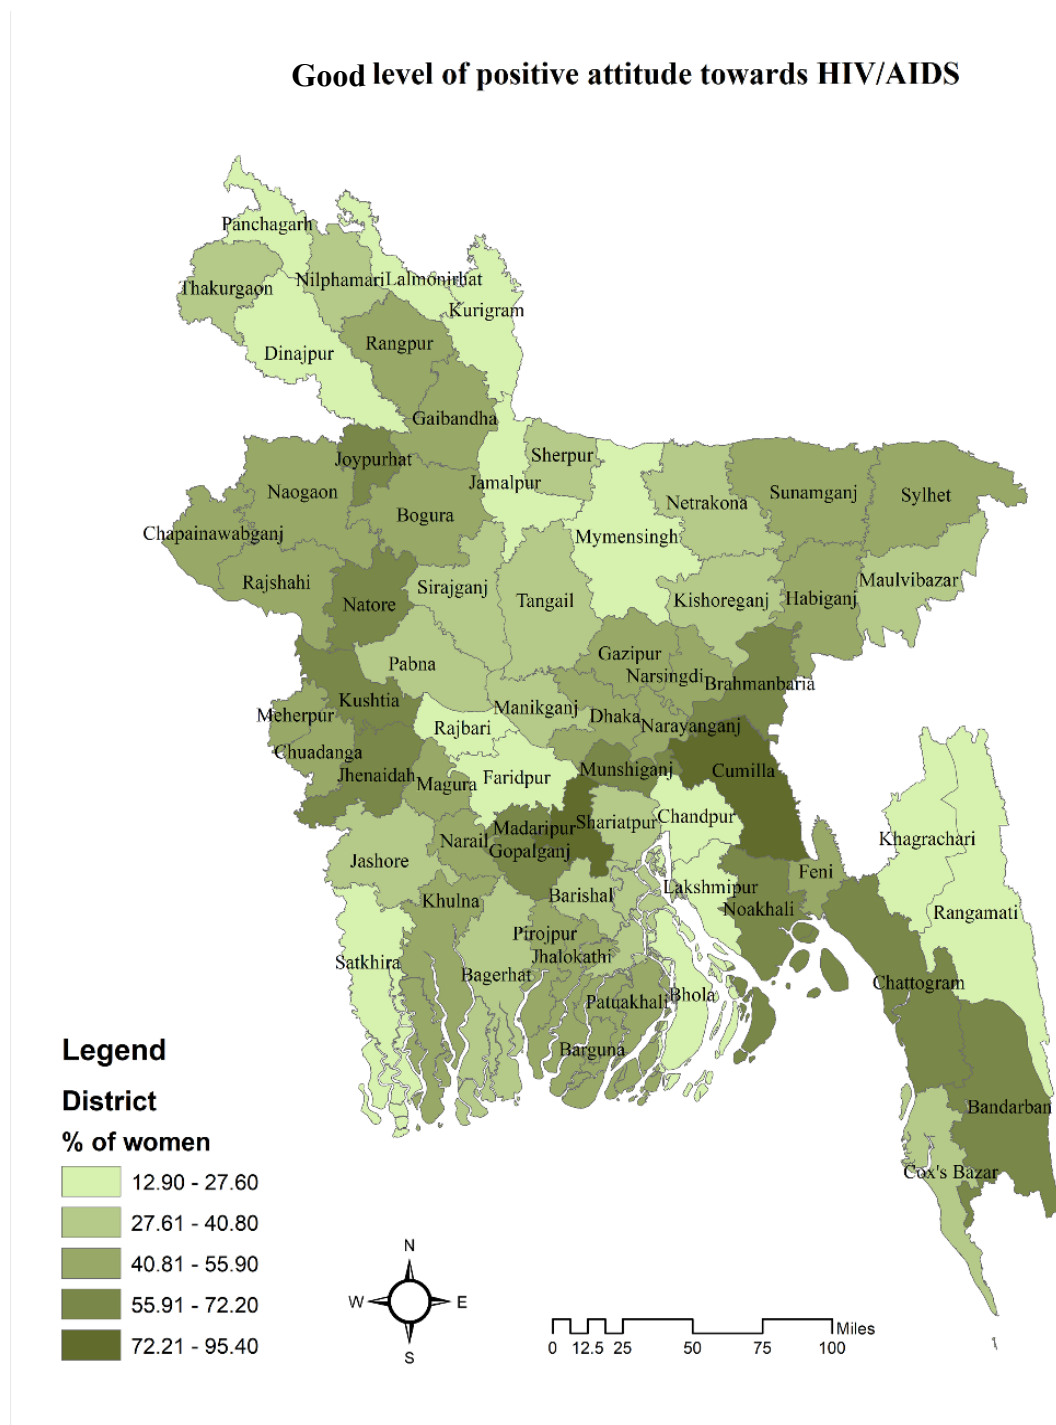 Good level of positive attitude towards HIV/AIDS
Panchagarh
Thakurgaon
Nilphamari
Lalmonirhat
Kurigram
Dinajpur
Rangpur
Gaibandha
Joypurhat
Sherpur
Jamalpur
Naogaon
Bogura
Netrakona
Sunamganj
Sylhet
Chapainawabganj
Mymensingh
Rajshahi
Sirajganj
Tangail
Kishoreganj
Habiganj
Maulvibazar
Natore
Pabna
Gazipur
Narsingdi
Brahmanbaria
Kushtia
Meherpur
Rajbari
Manikganj
Dhaka
Narayanganj
Chuadanga
Jhenaidah
Magura
Faridpur
Munshiganj
Cumilla
Madaripur
Shariatpur
Chandpur
Khagrachari
Narail
Gopalganj
Jashore
Feni
Khulna
Barishal
Lakshmipur
Noakhali
Rangamati
Pirojpur
Jhalokathi
Satkhira
Bagerhat
Patuakhali
Bhola
Chattogram
Barguna
Bandarban
Cox's Bazar
Legend
District
% of women
12.90 - 27.60
27.61 - 40.80
40.81 - 55.90
55.91 - 72.20
72.21 - 95.40
N
W E
S
Miles
0 12.5 25 50 75 100